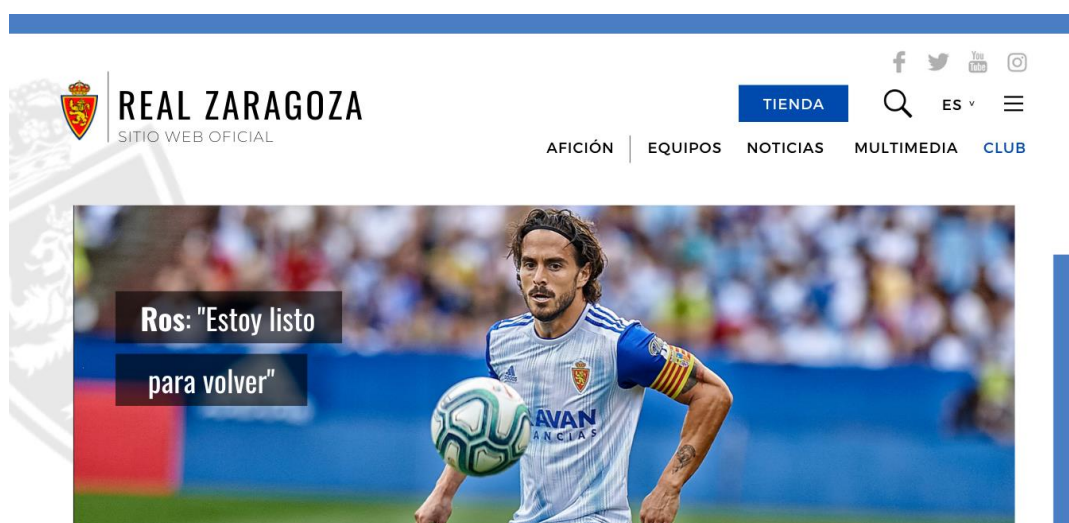 You
Tube
REAL ZARAGOZA
SITIO WEB OFICIAL
TIENDA
ES
AFICIÓN EQUIPOS NOTICIAS MULTIMEDIA CLUB
Ros: "Estoy listo
para volver"
AVAN
ANCIAS